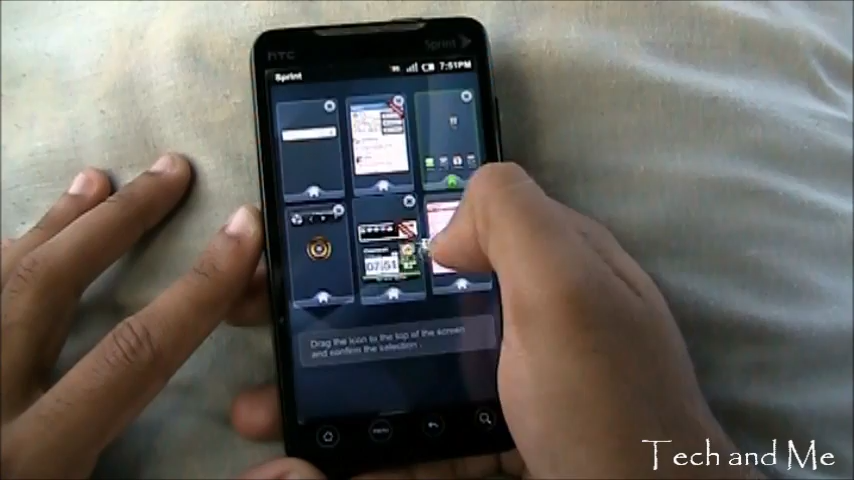 hTC
Sprint
Sprint
7:51PM
07:51
Drag the icon to the top of the screen
and confirm the selection
menu
Tech and Me